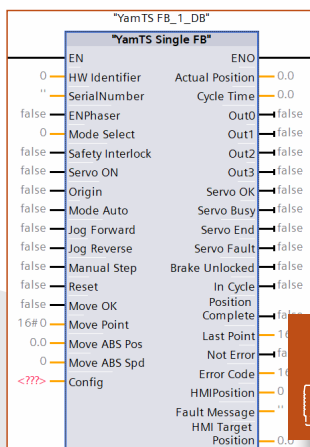 "YamTS FB_1_DB"
"YamTS Single FB"
EN ENO
0 HW Identifier Actual Position 0.0
'' SerialNumber Cycle Time 0.0
false ENPhaser Out0 false
0 Mode Select Out1 false
false Safety Interlock Out2 false
false Servo ON Out3 false
false Origin Servo OK false
false Mode Auto Servo Busy false
false Jog Forward Servo End false
false Jog Reverse Servo Fault false
false Manual Step Brake Unlocked false
false Reset In Cycle false
false Move OK Position
Complete
16#0 Move Point Last Point
0.0 Move ABS Pos Not Error
0 Move ABS Spd Error Code
<???> Config HMIPosition 0
Fault Message ''
HMI Target
Position 0.0